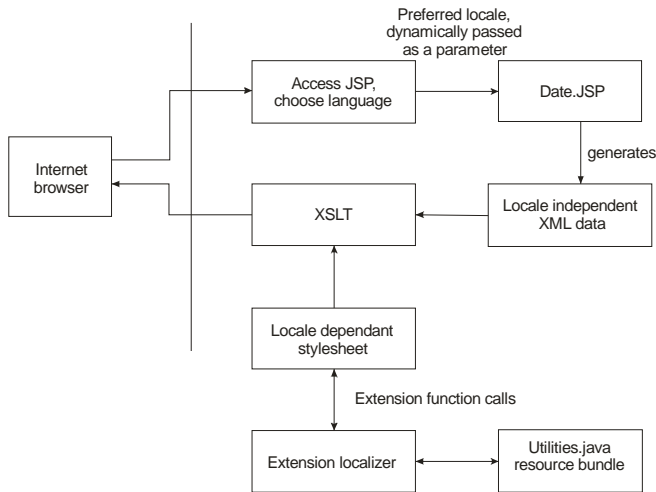 Preferred locale,
dynamically passed
as a parameter
Access JSP,
choose language
Date.JSP
Internet
browser
generates
XSLT
Locale independent
XML data
Locale dependant
stylesheet
Extension function calls
Extension localizer
Utilities.java
resource bundle